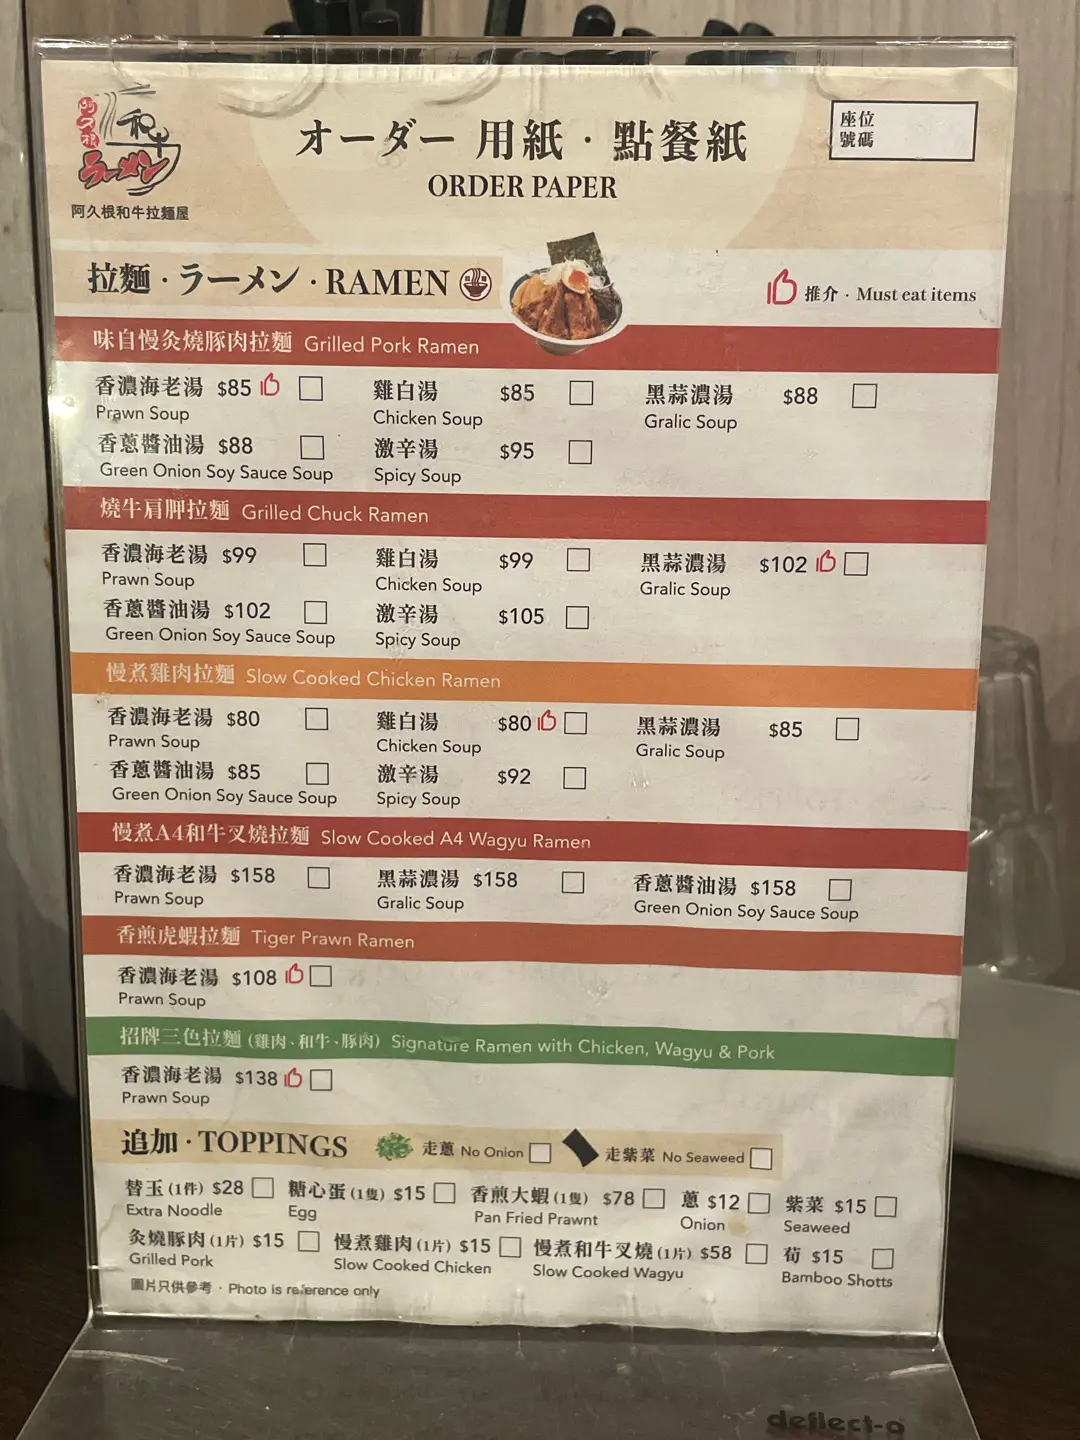 阿久根
和牛
ラーメン
阿久根和牛拉麵屋
オーダー 用紙・點餐紙
ORDER PAPER
座位
號碼
拉麵・ラーメン・RAMEN
推介・Must eat items
味自慢灸燒豚肉拉麵 Grilled Pork Ramen
香濃海老湯 $85 雞白湯 $85 黑蒜濃湯 $88
Prawn Soup Chicken Soup Gralic Soup
香蔥醬油湯 $88 激辛湯 $95
Green Onion Soy Sauce Soup Spicy Soup
燒牛肩胛拉麵 Grilled Chuck Ramen
香濃海老湯 $99 雞白湯 $99 黑蒜濃湯 $102
Prawn Soup Chicken Soup Gralic Soup
香蔥醬油湯 $102 激辛湯 $105
Green Onion Soy Sauce Soup Spicy Soup
慢煮雞肉拉麵 Slow Cooked Chicken Ramen
香濃海老湯 $80 雞白湯 $80 黑蒜濃湯 $85
Prawn Soup Chicken Soup Gralic Soup
香蔥醬油湯 $85 激辛湯 $92
Green Onion Soy Sauce Soup Spicy Soup
慢煮A4和牛叉燒拉麵 Slow Cooked A4 Wagyu Ramen
香濃海老湯 $158 黑蒜濃湯 $158 香蔥醬油湯 $158
Prawn Soup Gralic Soup Green Onion Soy Sauce Soup
香煎虎蝦拉麵 Tiger Prawn Ramen
香濃海老湯 $108
Prawn Soup
招牌三色拉麵 (雞肉、和牛、豚肉) Signature Ramen with Chicken, Wagyu & Pork
香濃海老湯 $138
Prawn Soup
追加・TOPPINGS 走蔥 No Onion 走紫菜 No Seaweed
替玉 (1件) $28 糖心蛋 (1隻) $15 香煎大蝦 (1隻) $78 蔥 $12 紫菜 $15
Extra Noodle Egg Pan Fried Prawnt Onion Seaweed
灸燒豚肉 (1片) $15 慢煮雞肉 (1片) $15 慢煮和牛叉燒 (1片) $58 荀 $15
Grilled Pork Slow Cooked Chicken Slow Cooked Wagyu Bamboo Shotts
圖片只供參考・Photo is reference only
deflect-o